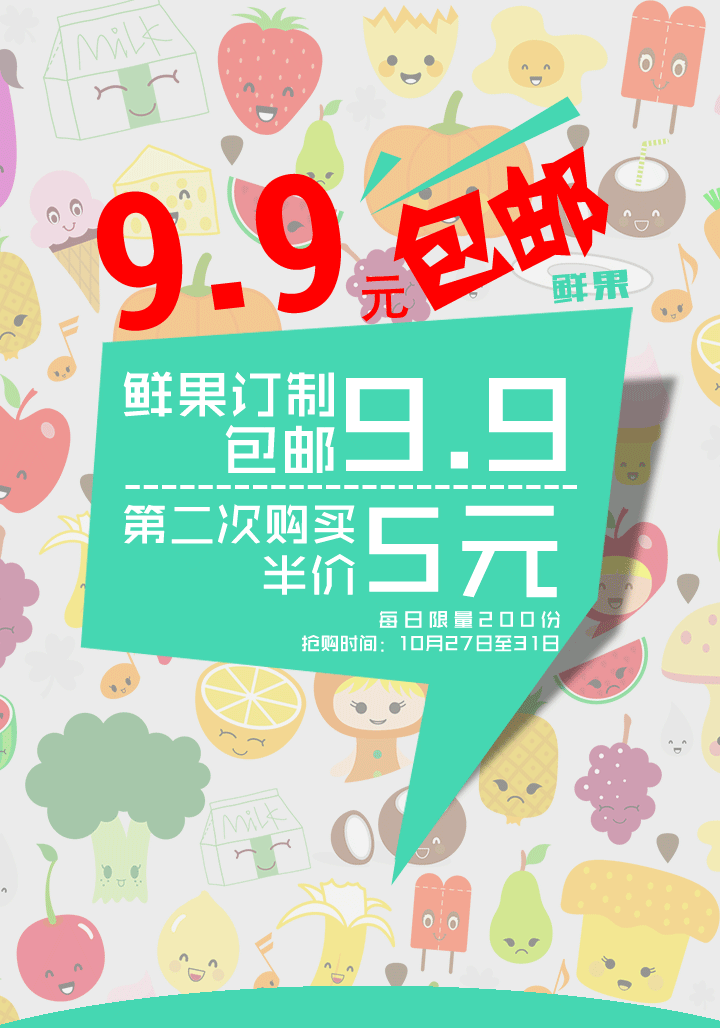 MiLK
9.9元包邮
鲜果
鲜果订制
包邮9.9
第二次购买
半价5元
每日限量200份
抢购时间：10月27日至31日
MiLK